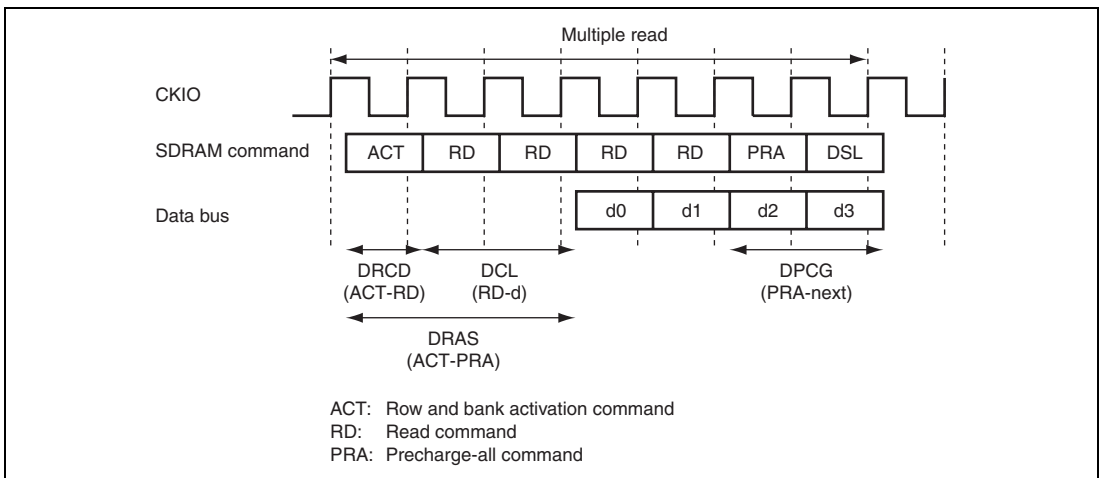 Multiple read
CKIO
SDRAM command ACT RD RD RD RD PRA DSL
Data bus d0 d1 d2 d3
DRCD DCL DPCG
(ACT-RD) (RD-d) (PRA-next)
DRAS
(ACT-PRA)
ACT: Row and bank activation command
RD: Read command
PRA: Precharge-all command